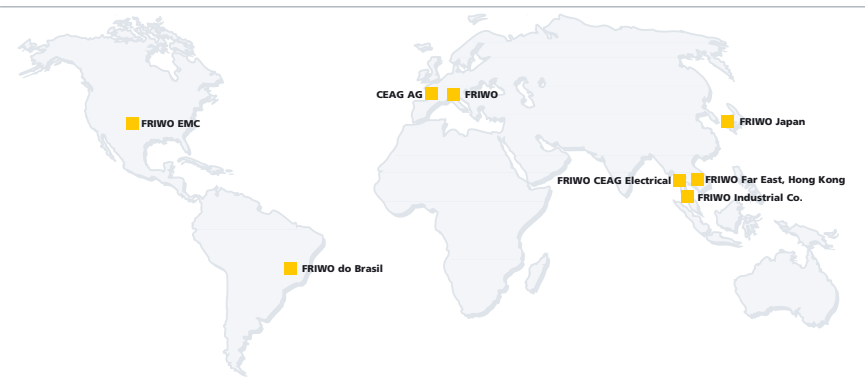 CEAG AG
FRIWO
FRIWO EMC
FRIWO Japan
FRIWO CEAG Electrical
FRIWO Far East, Hong Kong
FRIWO Industrial Co.
FRIWO do Brasil